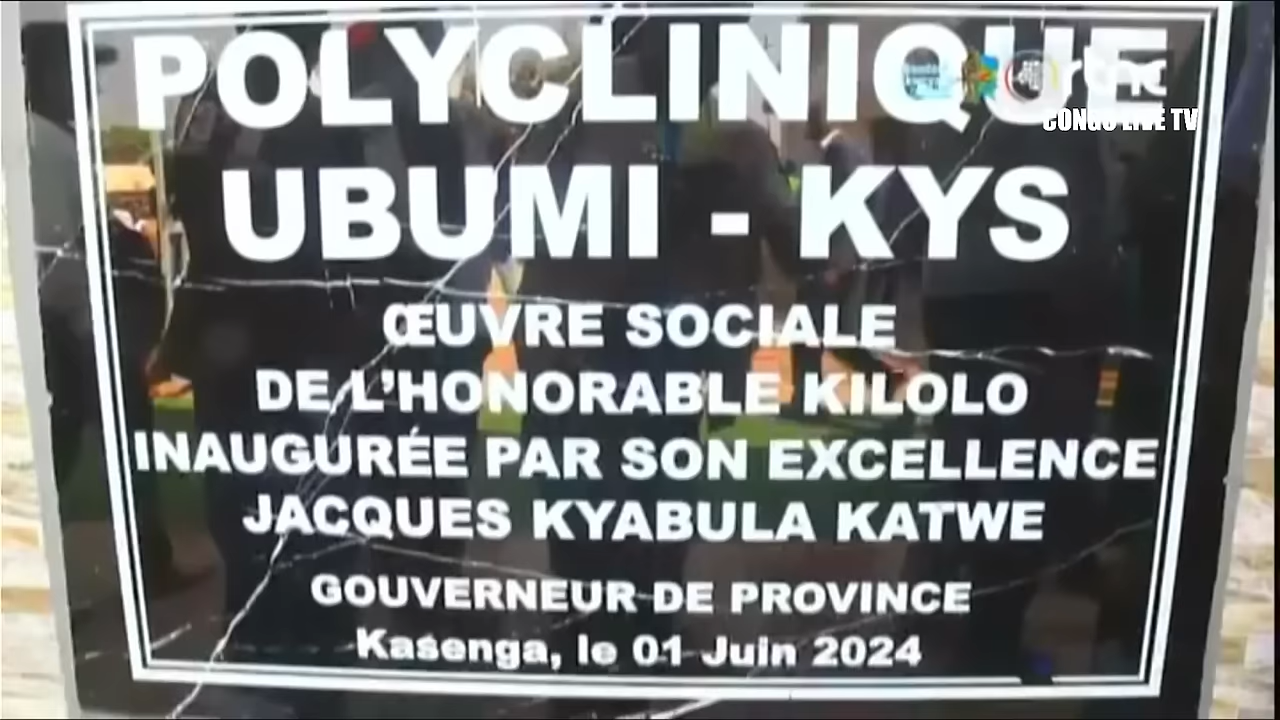 POLYCLINIQUE
rtnc
CONGO LIVE TV
UBUMI - KYS
ŒUVRE SOCIALE
DE L'HONORABLE KILOLO
INAUGURÉE PAR SON EXCELLENCE
JACQUES KYABULA KATWE
GOUVERNEUR DE PROVINCE
Kasenga, le 01 Juin 2024